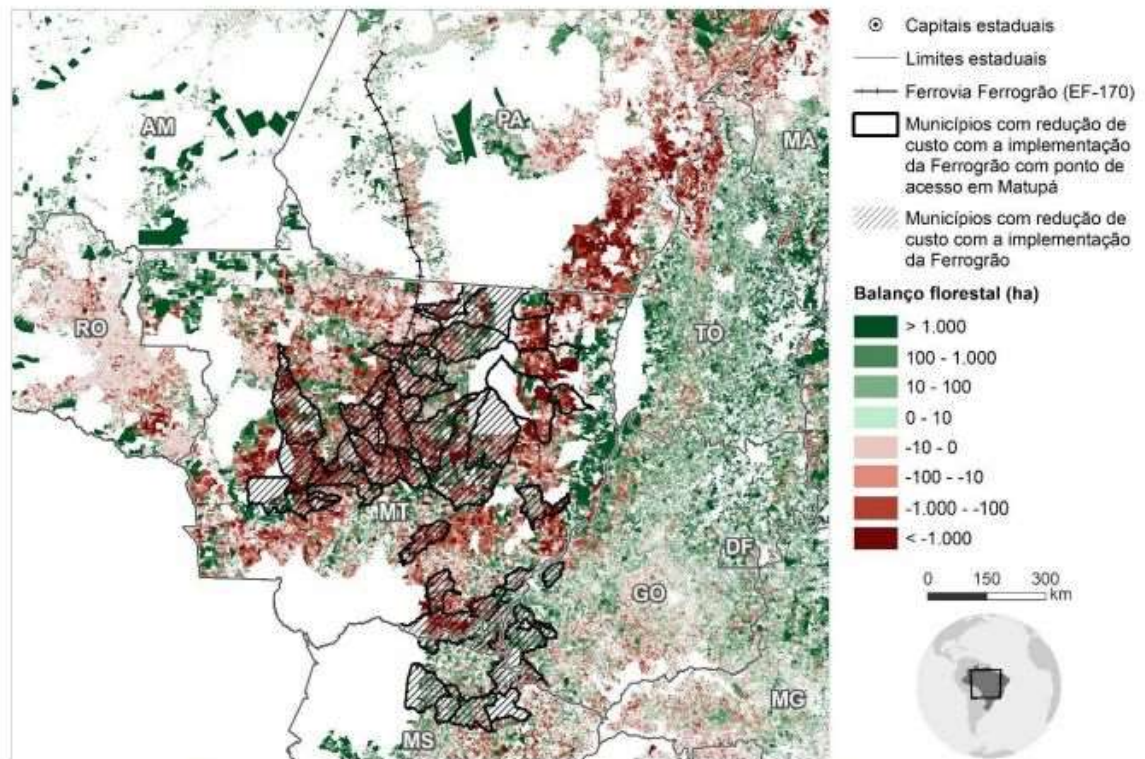 AM
PA
MA
RO
TO
MT
DF
GO
MG
MS
Capitais estaduais
Limites estaduais
Ferrovia Ferrogrão (EF-170)
Municípios com redução de
custo com a implementação
da Ferrogrão com ponto de
acesso em Matupá
Municípios com redução de
custo com a implementação
da Ferrogrão
Balanço florestal (ha)
> 1.000
100 - 1.000
10 - 100
0 - 10
-10 - 0
-100 - -10
-1.000 - -100
< -1.000
0 150 300
km